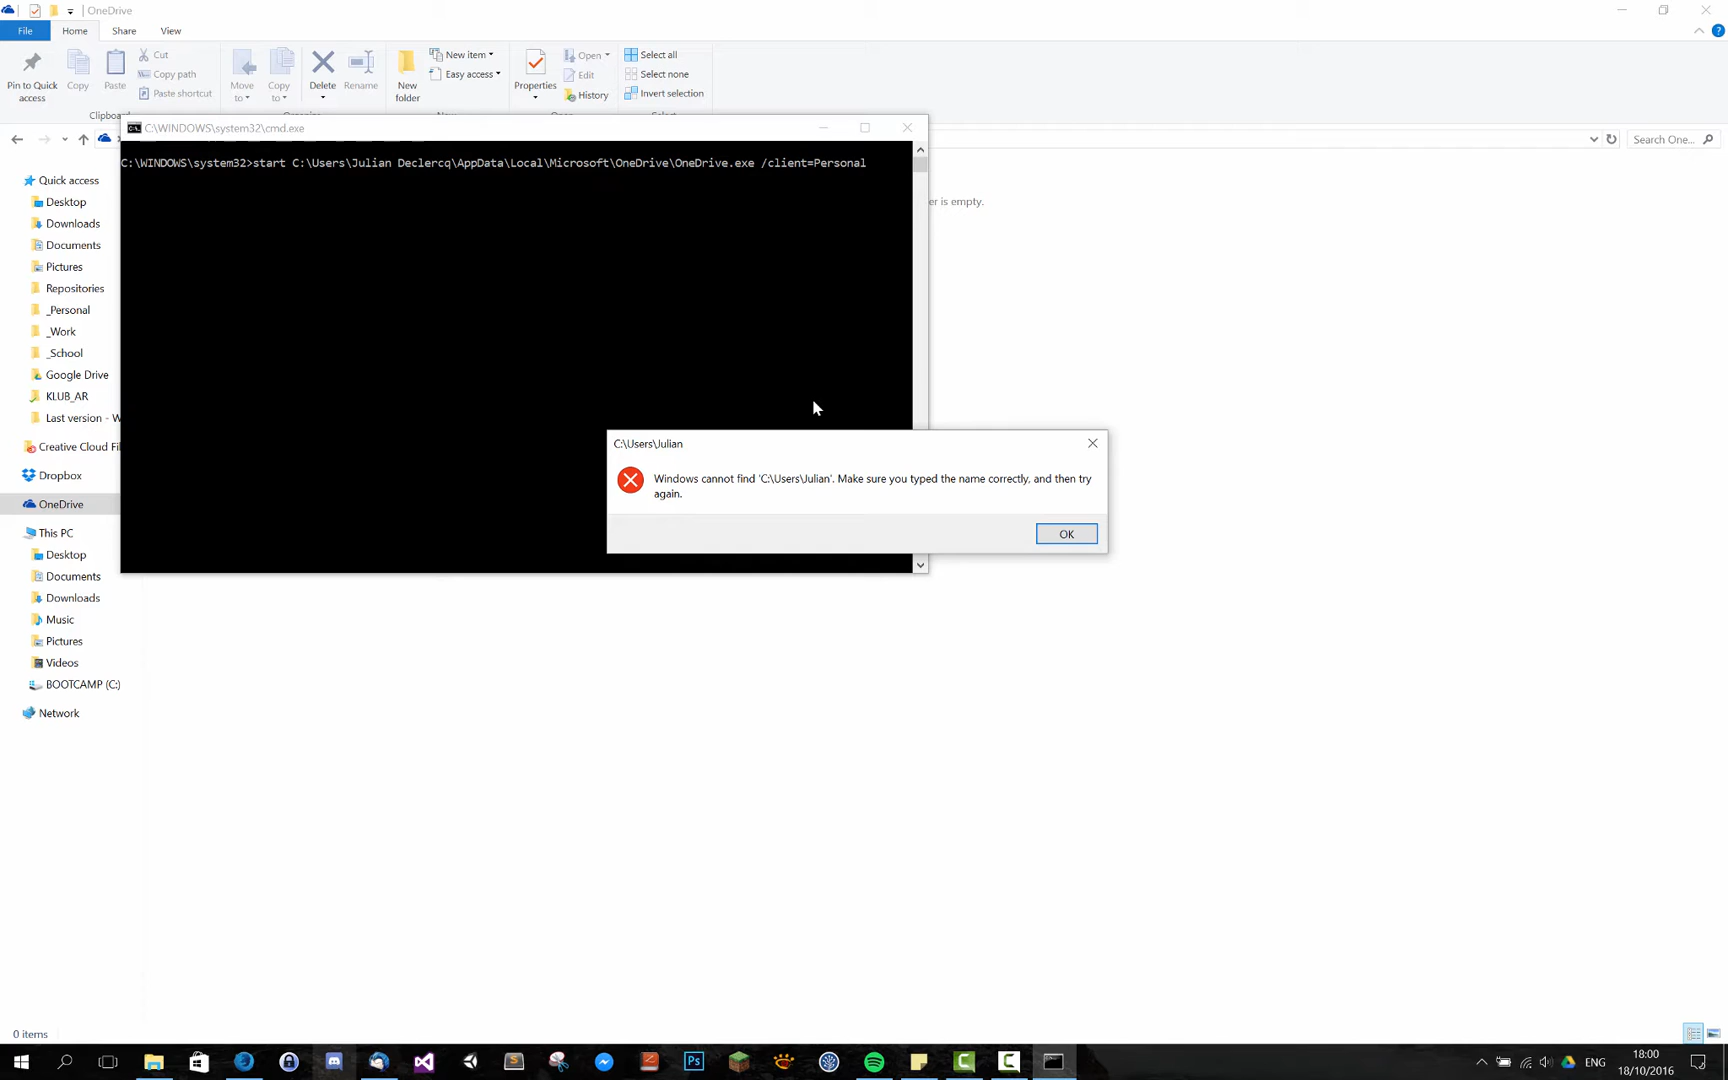 OneDrive
File Home Share View
Pin to Quick access
Copy
Paste
Cut
Copy path
Paste shortcut
Move to
Copy to
Delete
Rename
New folder
New item
Easy access
Properties
Open
Edit
History
Select all
Select none
Invert selection
C:\WINDOWS\system32\cmd.exe
Search One...
C:\WINDOWS\system32>start C:\Users\Julian Declercq\AppData\Local\Microsoft\OneDrive\OneDrive.exe /client=Personal
er is empty.
Quick access
Desktop
Downloads
Documents
Pictures
Repositories
_Personal
_Work
_School
Google Drive
KLUB_AR
Last version - W
Creative Cloud Fil
Dropbox
OneDrive
This PC
Desktop
Documents
Downloads
Music
Pictures
Videos
BOOTCAMP (C:)
Network
C:\Users\Julian
Windows cannot find 'C:\Users\Julian'. Make sure you typed the name correctly, and then try
again.
OK
0 items
ENG
18:00
18/10/2016